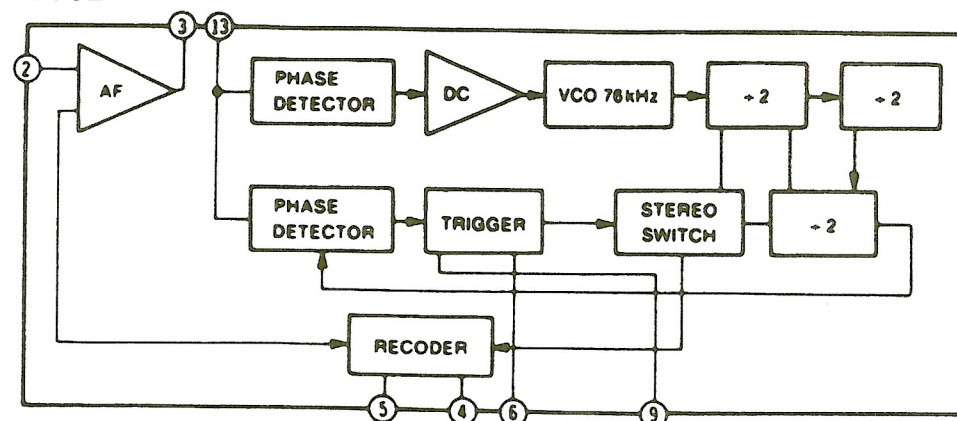 3
13
2
AF
PHASE
DETECTOR
DC
VCO 76kHz
÷ 2
÷ 2
PHASE
DETECTOR
TRIGGER
STEREO
SWITCH
÷ 2
RECODER
5
4
6
9